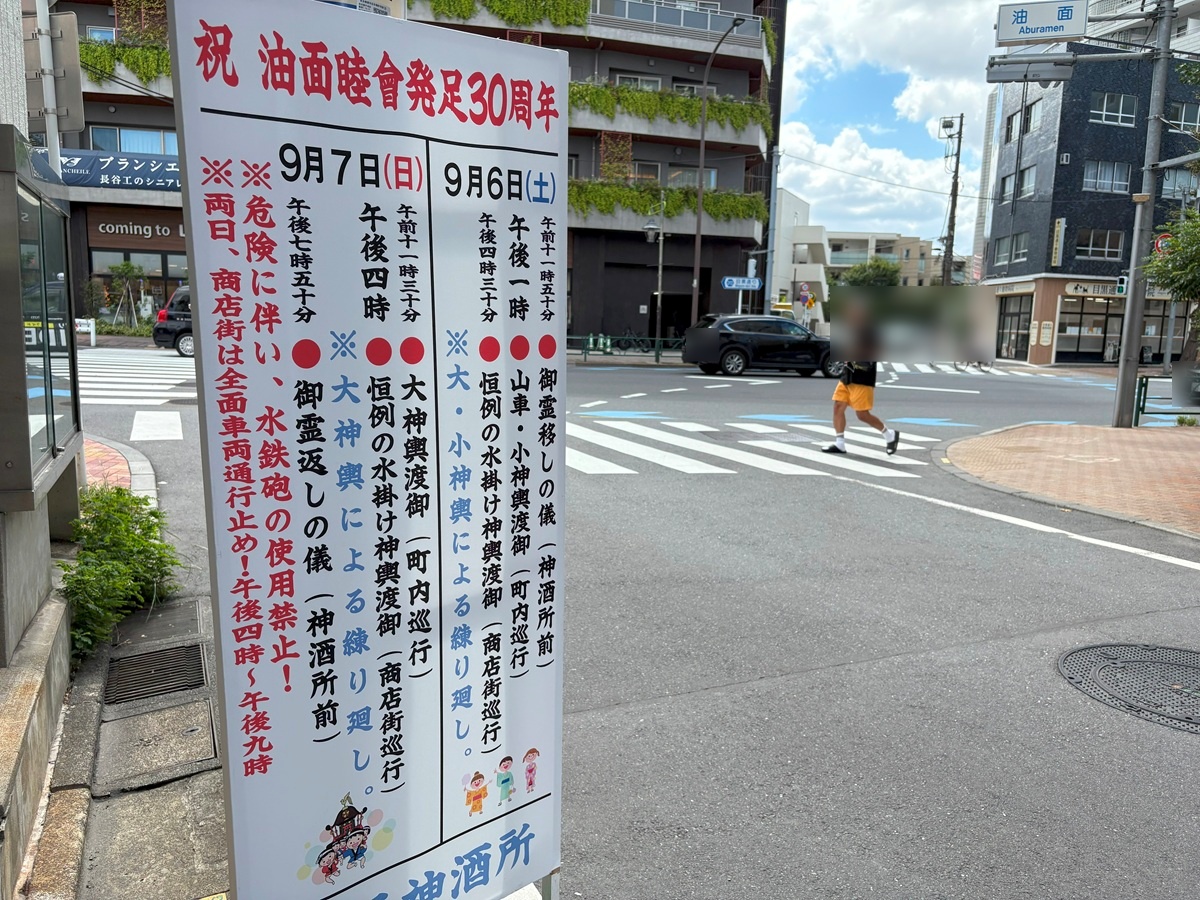 祝 油面睦會発足30周年
9月6日(土)
午前十一時五十分 ● 御霊移しの儀(神酒所前)
午後一時 ● 山車・小神輿渡御(町内巡行)
午後四時三十分 ● 恒例の水掛け神輿渡御(商店街巡行)
※大・小神輿による練り廻し。
9月7日(日)
午前十一時三十分 ● 大神輿渡御(町内巡行)
午後四時 ● 恒例の水掛け神輿渡御(商店街巡行)
※大神輿による練り廻し。
午後七時五十分 ● 御霊返しの儀(神酒所前)
※危険に伴い、水鉄砲の使用禁止!
※両日、商店街は全面車両通行止め!午後四時~午後九時
神酒所
油面
Aburamen
ブランシエ
長谷工のシニア
coming to